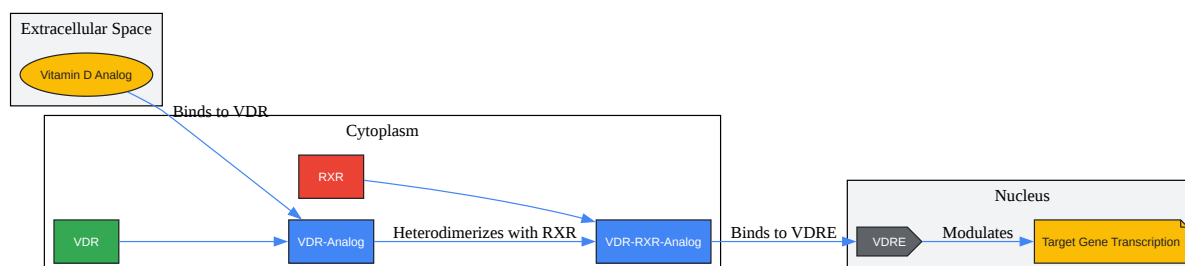 Extracellular Space
Vitamin D Analog
Binds to VDR
Cytoplasm
RXR
VDR
VDR-Analog
Heterodimerizes with RXR
VDR-RXR-Analog
Binds to VDRE
Nucleus
VDRE
Modulates
Target Gene Transcription